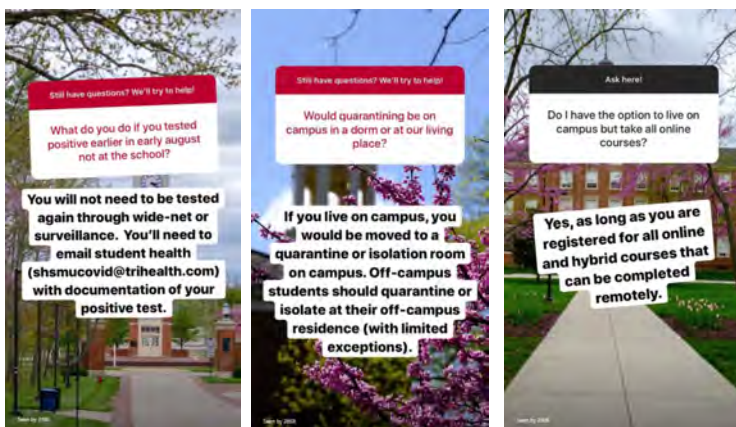 Still have questions? We'll try to help!
What do you do if you tested
positive earlier in early august
not at the school?
You will not need to be tested
again through wide-net or
surveillance. You'll need to
email student health
(shsmucovid@trihealth.com)
with documentation of your
positive test.
Still have questions? We'll try to help!
Would quarantining be on
campus in a dorm or at our living
place?
If you live on campus, you
would be moved to a
quarantine or isolation room
on campus. Off-campus
students should quarantine or
isolate at their off-campus
residence (with limited
exceptions).
Ask here!
Do I have the option to live on
campus but take all online
courses?
Yes, as long as you are
registered for all online
and hybrid courses that
can be completed
remotely.
Seen by
Seen by
Seen by